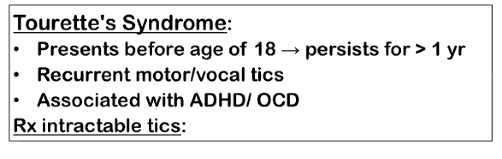 Tourette's Syndrome:
• Presents before age of 18 → persists for > 1 yr
• Recurrent motor/vocal tics
• Associated with ADHD/ OCD
Rx intractable tics: